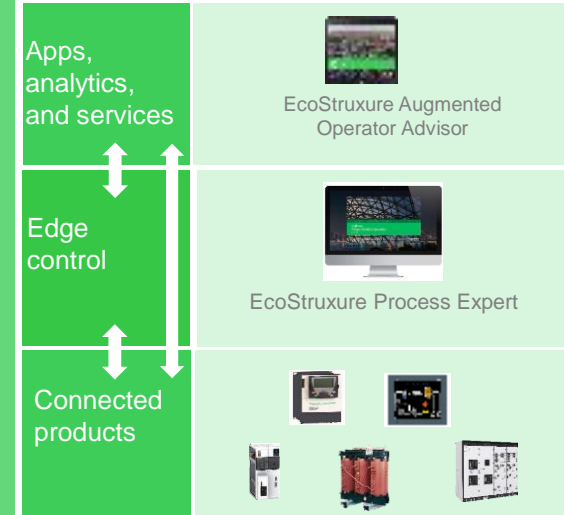 Apps,
analytics,
and services
EcoStruxure Augmented
Operator Advisor
Edge
control
EcoStruxure Process Expert
Connected
products